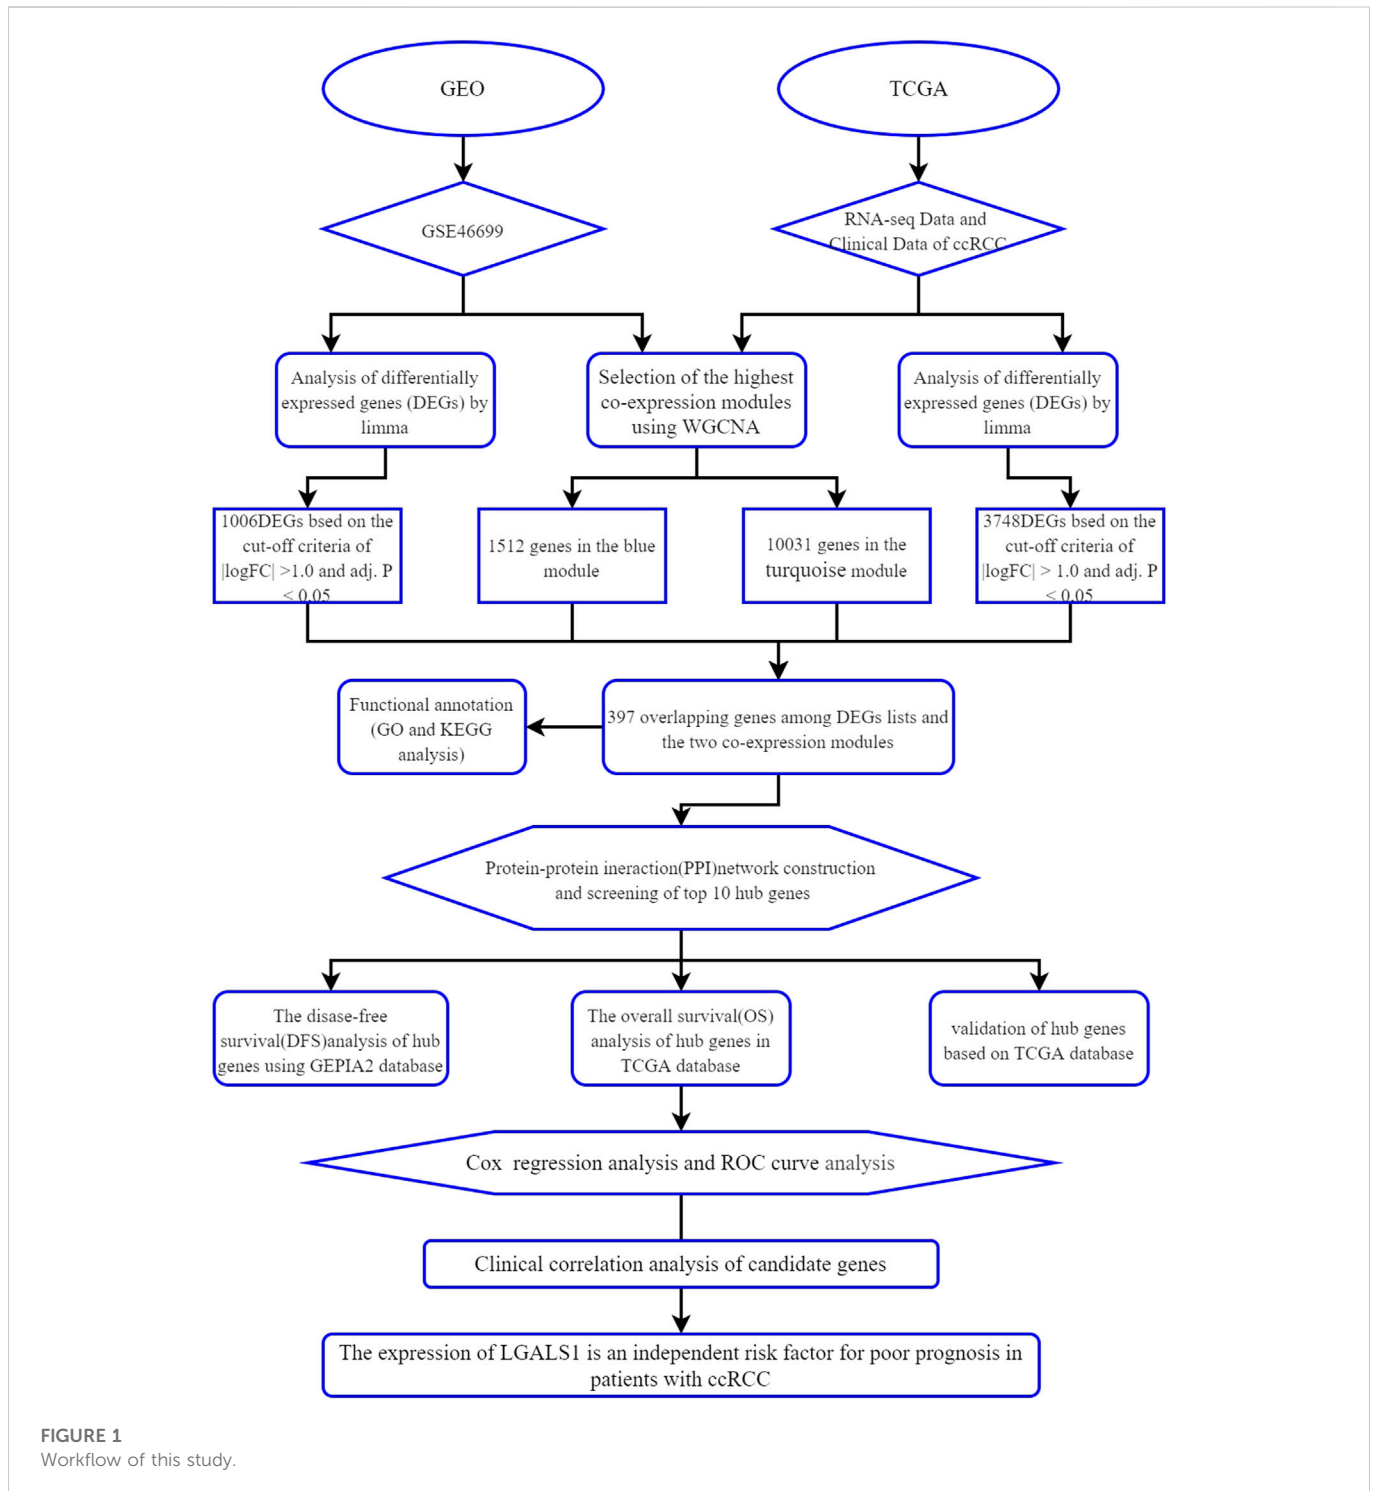 GEO
TCGA
GSE46699
RNA-seq Data and
Clinical Data of ccRCC
Analysis of differentially
expressed genes (DEGs) by
limma
Selection of the highest
co-expression modules
using WGCNA
Analysis of differentially
expressed genes (DEGs) by
limma
1006DEGs bsed on the
cut-off criteria of
|logFC| >1.0 and adj. P
< 0.05
1512 genes in the blue
module
10031 genes in the
turquoise module
3748DEGs bsed on the
cut-off criteria of
|logFC| > 1.0 and adj. P
< 0.05
Functional annotation
(GO and KEGG
analysis)
397 overlapping genes among DEGs lists and
the two co-expression modules
Protein-protein ineraction(PPI)network construction
and screening of top 10 hub genes
The disase-free
survival(DFS)analysis of hub
genes using GEPIA2 database
The overall survival(OS)
analysis of hub genes in
TCGA database
validation of hub genes
based on TCGA database
Cox regression analysis and ROC curve analysis
Clinical correlation analysis of candidate genes
The expression of LGALS1 is an independent risk factor for poor prognosis in
patients with ccRCC
FIGURE 1
Workflow of this study.